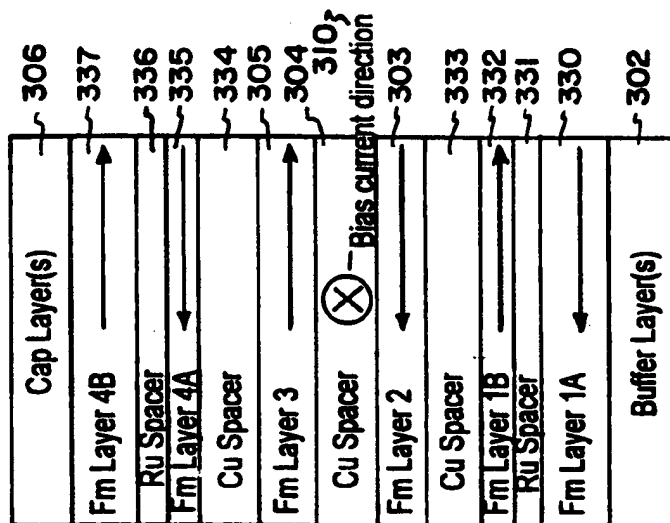 Cap Layer(s) 306
Fm Layer 4B 337
Ru Spacer 336
Fm Layer 4A 335
Cu Spacer 334
305
Fm Layer 3 304
Cu Spacer 310
Bias current direction
Fm Layer 2 303
Cu Spacer 333
Fm Layer 1B 332
Ru Spacer 331
Fm Layer 1A 330
Buffer Layer(s) 302